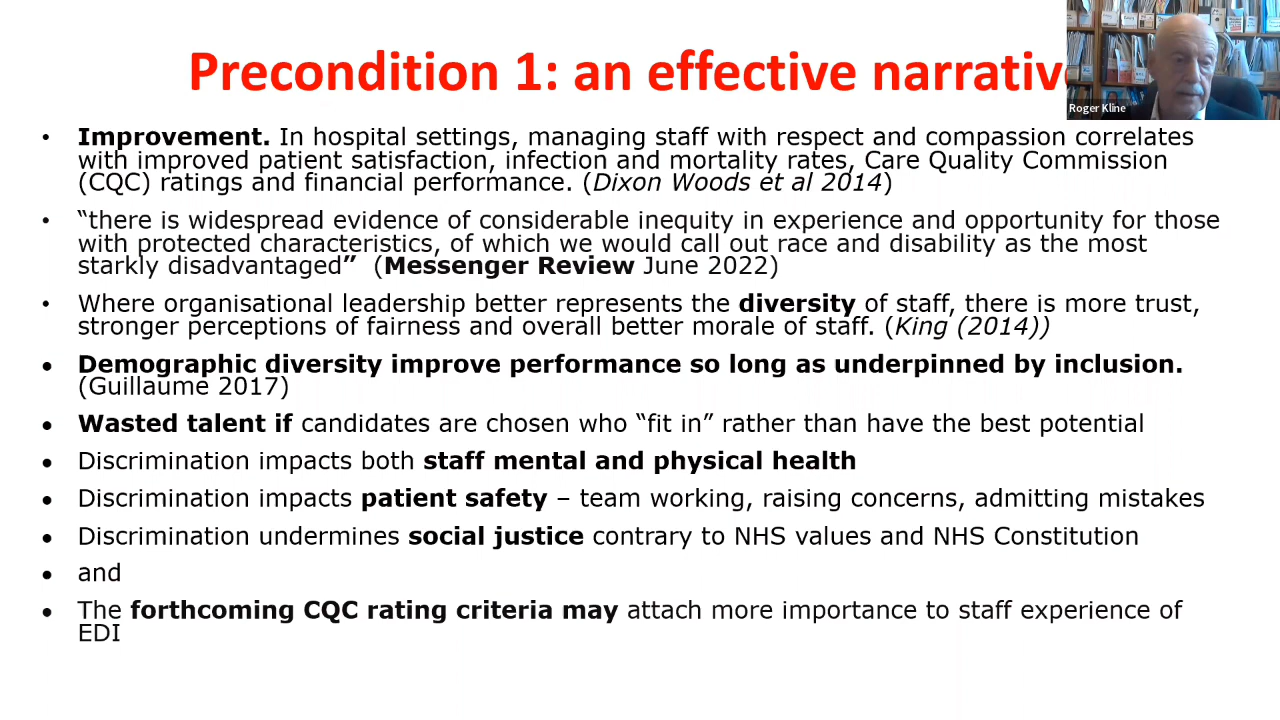 Precondition 1: an effective narrativ
Roger Kline
• Improvement. In hospital settings, managing staff with respect and compassion correlates
with improved patient satisfaction, infection and mortality rates, Care Quality Commission
(CQC) ratings and financial performance. (Dixon Woods et al 2014)
• “there is widespread evidence of considerable inequity in experience and opportunity for those
with protected characteristics, of which we would call out race and disability as the most
starkly disadvantaged” (Messenger Review June 2022)
• Where organisational leadership better represents the diversity of staff, there is more trust,
stronger perceptions of fairness and overall better morale of staff. (King (2014))
• Demographic diversity improve performance so long as underpinned by inclusion.
(Guillaume 2017)
• Wasted talent if candidates are chosen who “fit in” rather than have the best potential
• Discrimination impacts both staff mental and physical health
• Discrimination impacts patient safety – team working, raising concerns, admitting mistakes
• Discrimination undermines social justice contrary to NHS values and NHS Constitution
• and
• The forthcoming CQC rating criteria may attach more importance to staff experience of
EDI